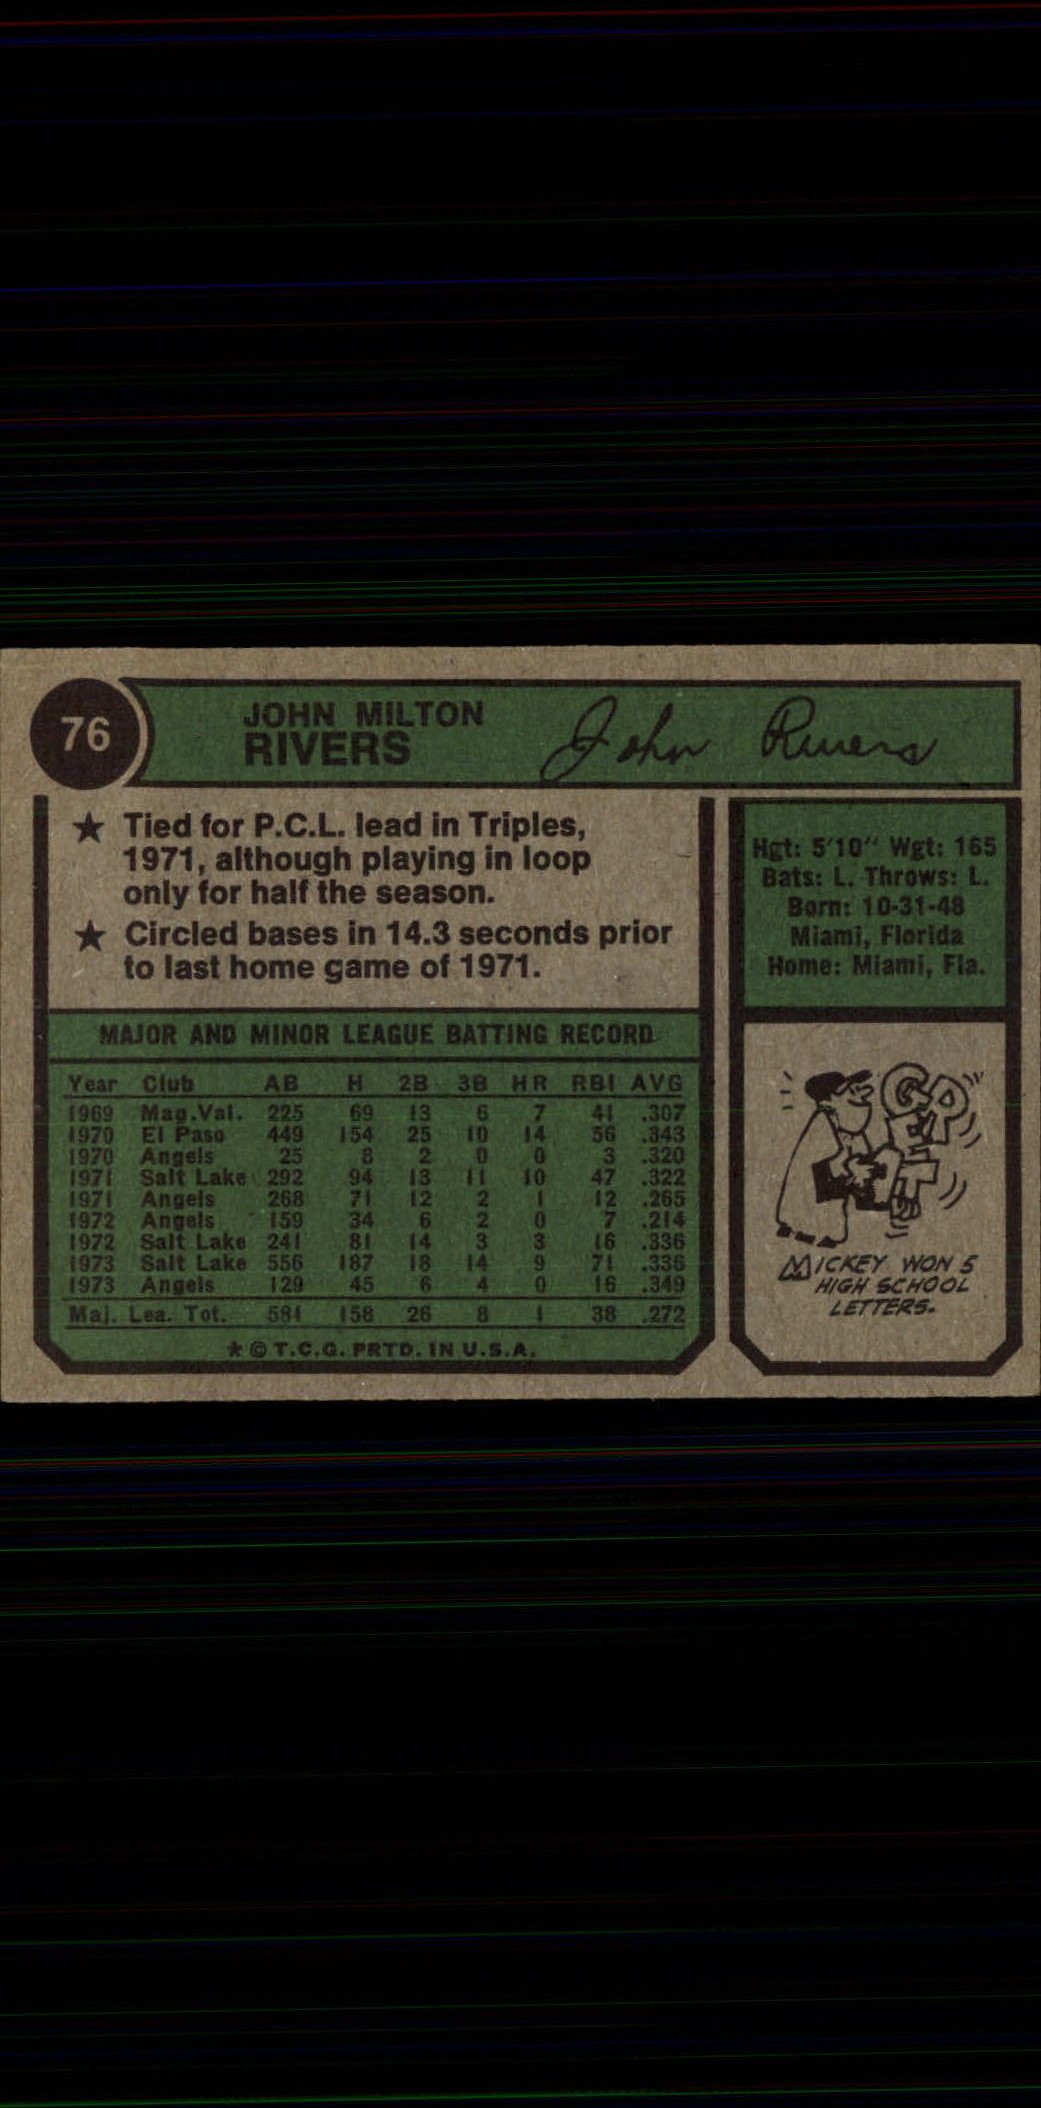 76
JOHN MILTON
RIVERS
John Rivers
★ Tied for P.C.L. lead in Triples,
1971, although playing in loop
only for half the season.
★ Circled bases in 14.3 seconds prior
to last home game of 1971.
MAJOR AND MINOR LEAGUE BATTING RECORD
Year Club AB H 2B 3B HR RBI AVG
1969 Mag.Val. 225 69 13 6 7 41 .307
1970 El Paso 449 154 25 10 14 56 .343
1970 Angels 25 8 2 0 0 3 .320
1971 Salt Lake 292 94 13 11 10 47 .322
1971 Angels 268 71 12 2 1 12 .265
1972 Angels 159 34 6 2 0 7 .214
1972 Salt Lake 241 81 14 3 3 16 .336
1973 Salt Lake 556 187 18 14 9 71 .336
1973 Angels 129 45 6 4 0 16 .349
Maj. Lea. Tot. 581 158 26 8 1 38 .272
★ © T.C.G. PRTD. IN U.S.A.
Hgt: 5'10" Wgt: 165
Bats: L. Throws: L.
Born: 10-31-48
Miami, Florida
Home: Miami, Fla.
MICKEY WON 5
HIGH SCHOOL
LETTERS.